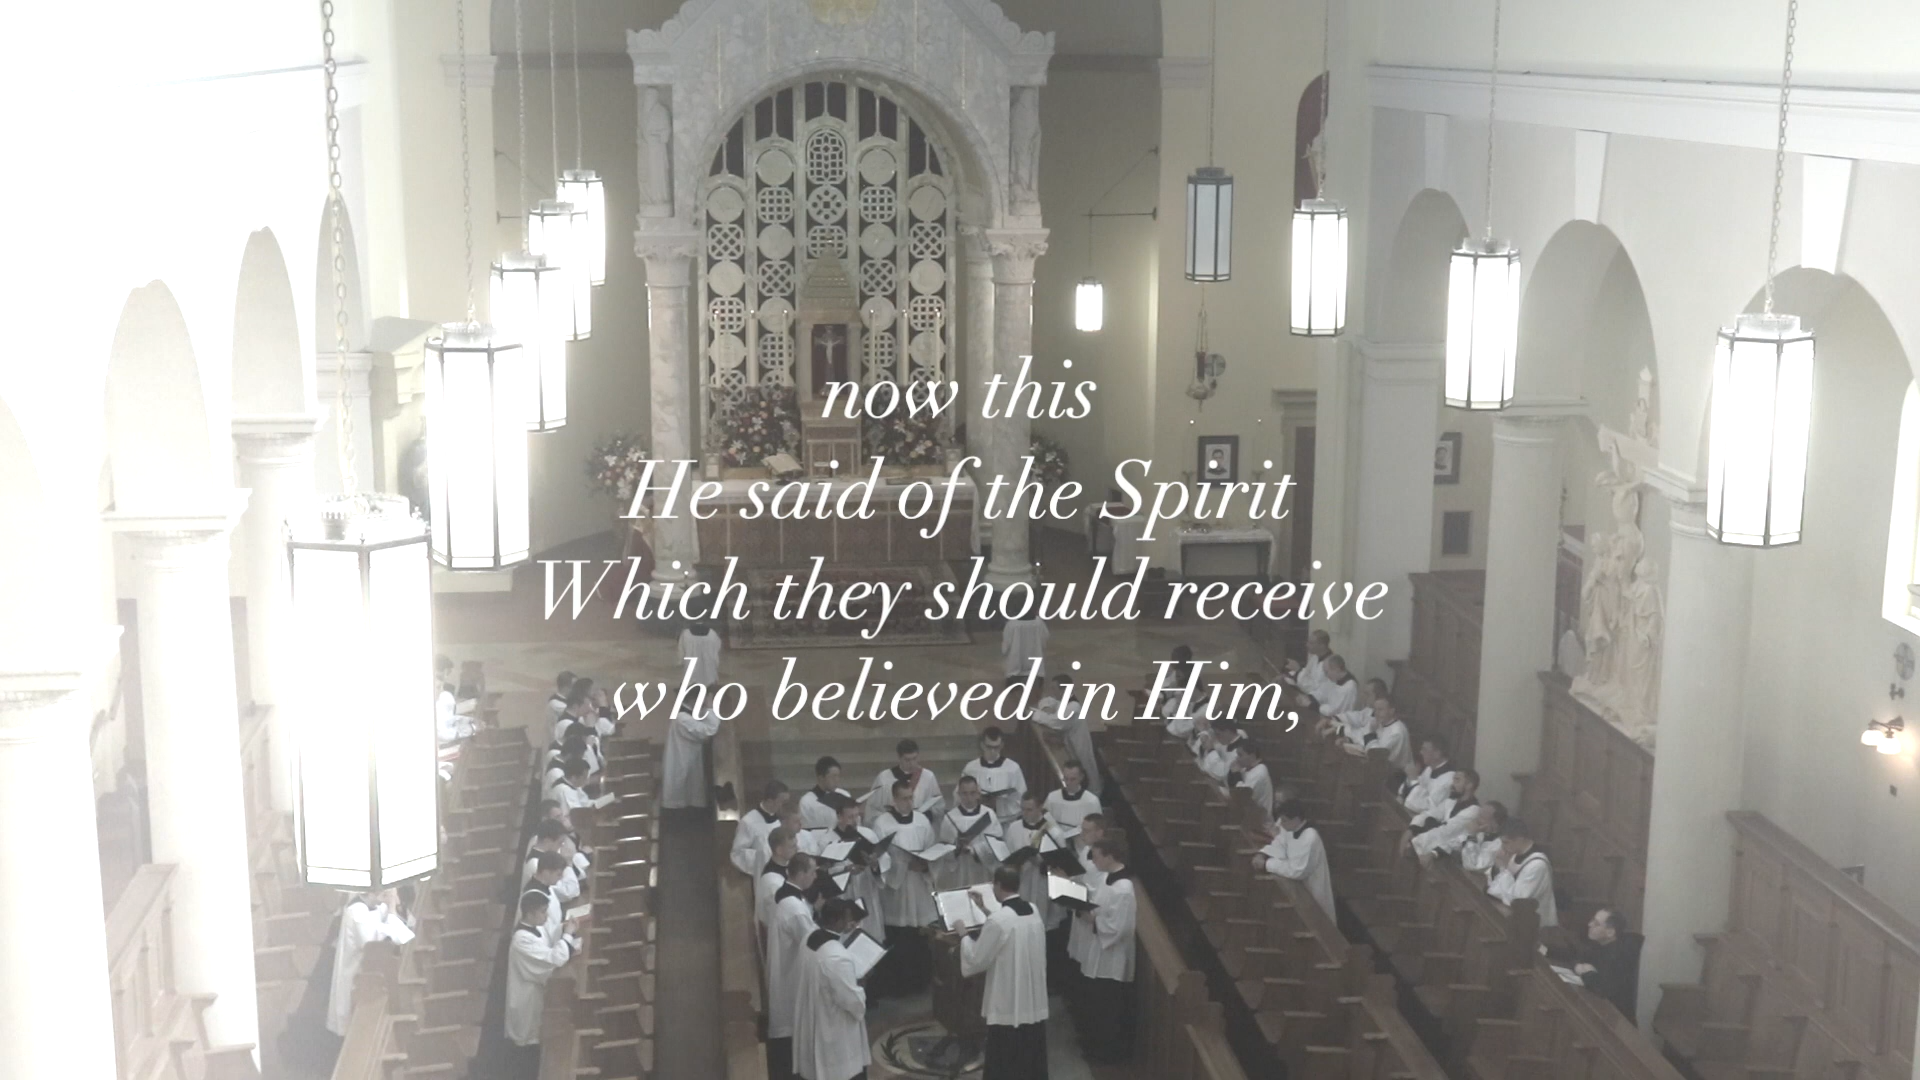 now this
He said of the Spirit
Which they should receive
who believed in Him,